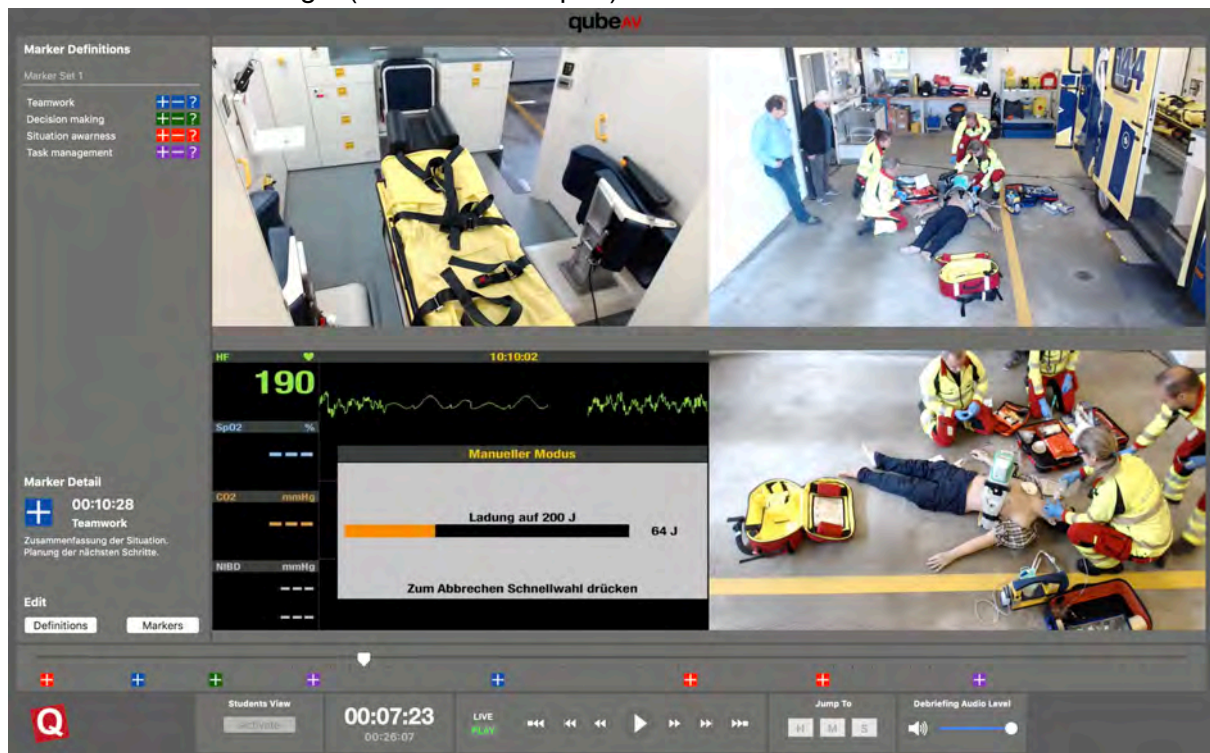 qubeAV
Marker Definitions
Marker Set 1
Teamwork + − ?
Decision making + − ?
Situation awarness + − ?
Task management + − ?
144
HF 10:10:02
190
SpO2 %
---
Manueller Modus
CO2 mmHg
Ladung auf 200 J
64 J
---
NIBD mmHg
---
Zum Abbrechen Schnellwahl drücken
---
Marker Detail
00:10:28
Teamwork
Zusammenfassung der Situation.
Planung der nächsten Schritte.
Edit
Definitions Markers
Q
Students View
Activate
00:07:23
00:26:07
LIVE
PLAY
Jump To
H M S
Debriefing Audio Level